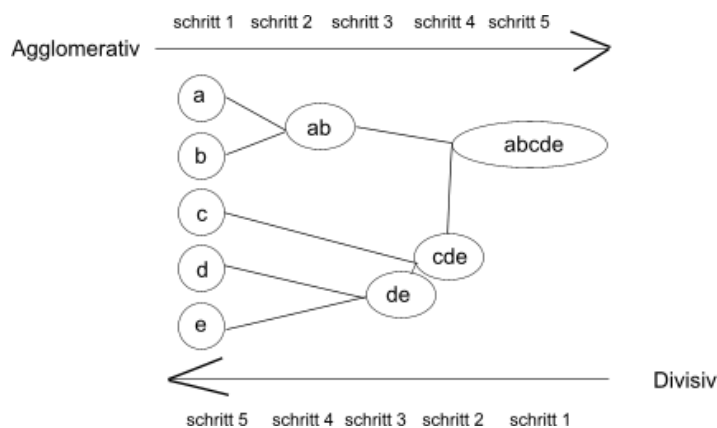 schritt 1 schritt 2 schritt 3 schritt 4 schritt 5
Agglomerativ
a
ab
b
abcde
c
cde
d
de
e
Divisiv
schritt 5 schritt 4 schritt 3 schritt 2 schritt 1